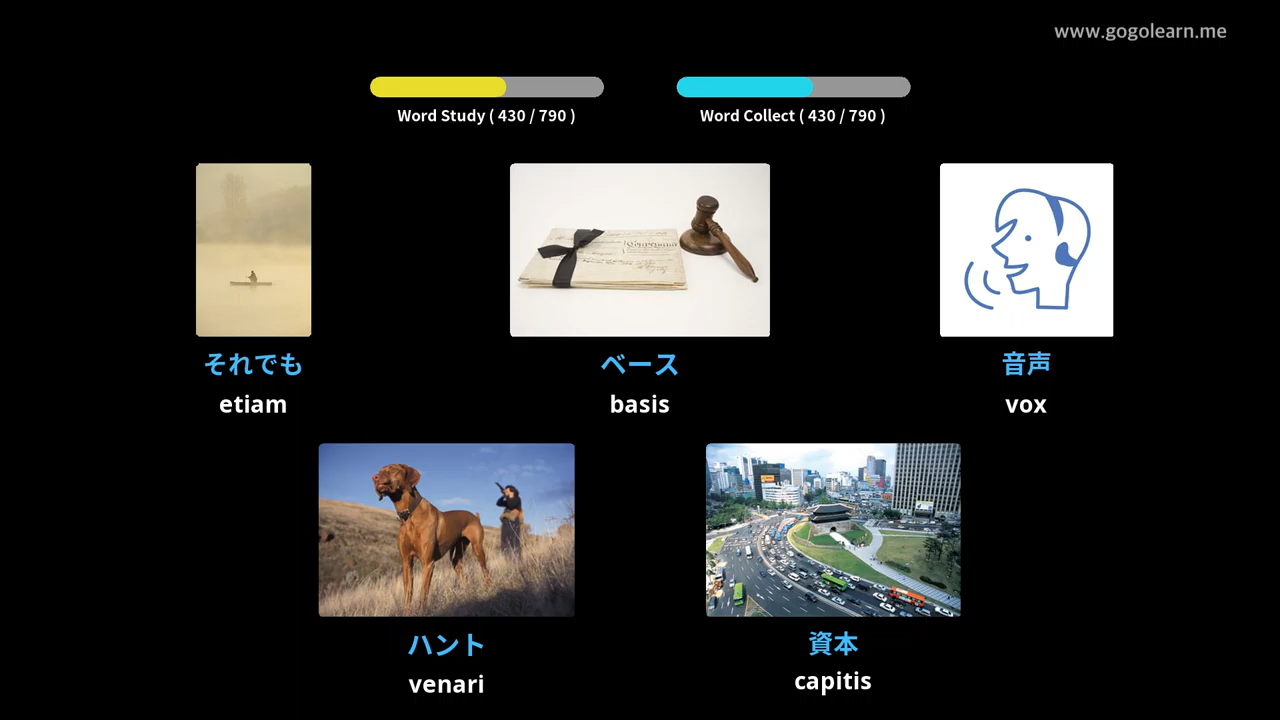 www.gogolearn.me
Word Study ( 430 / 790 )
Word Collect ( 430 / 790 )
それでも
etiam
ベース
basis
音声
vox
ハント
venari
資本
capitis